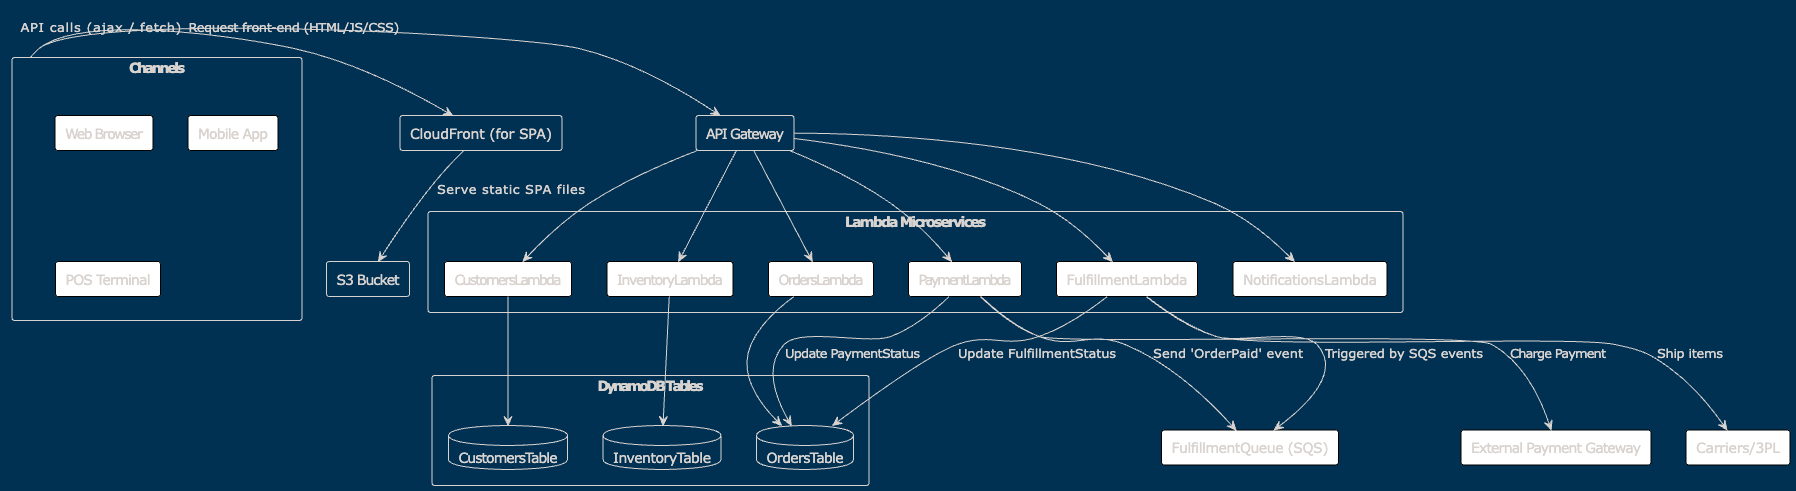 API calls (ajax / fetch) Request front-end (HTML/JS/CSS)
Channels
Web Browser
Mobile App
CloudFront (for SPA)
API Gateway
Serve static SPA files
Lambda Microservices
POS Terminal
S3 Bucket
CustomersLambda
InventoryLambda
OrdersLambda
PaymentLambda
FulfillmentLambda
NotificationsLambda
Update PaymentStatus
Update FulfillmentStatus
Send 'OrderPaid' event
Triggered by SQS events
Charge Payment
Ship items
DynamoDB Tables
CustomersTable
InventoryTable
OrdersTable
FulfillmentQueue (SQS)
External Payment Gateway
Carriers/3PL